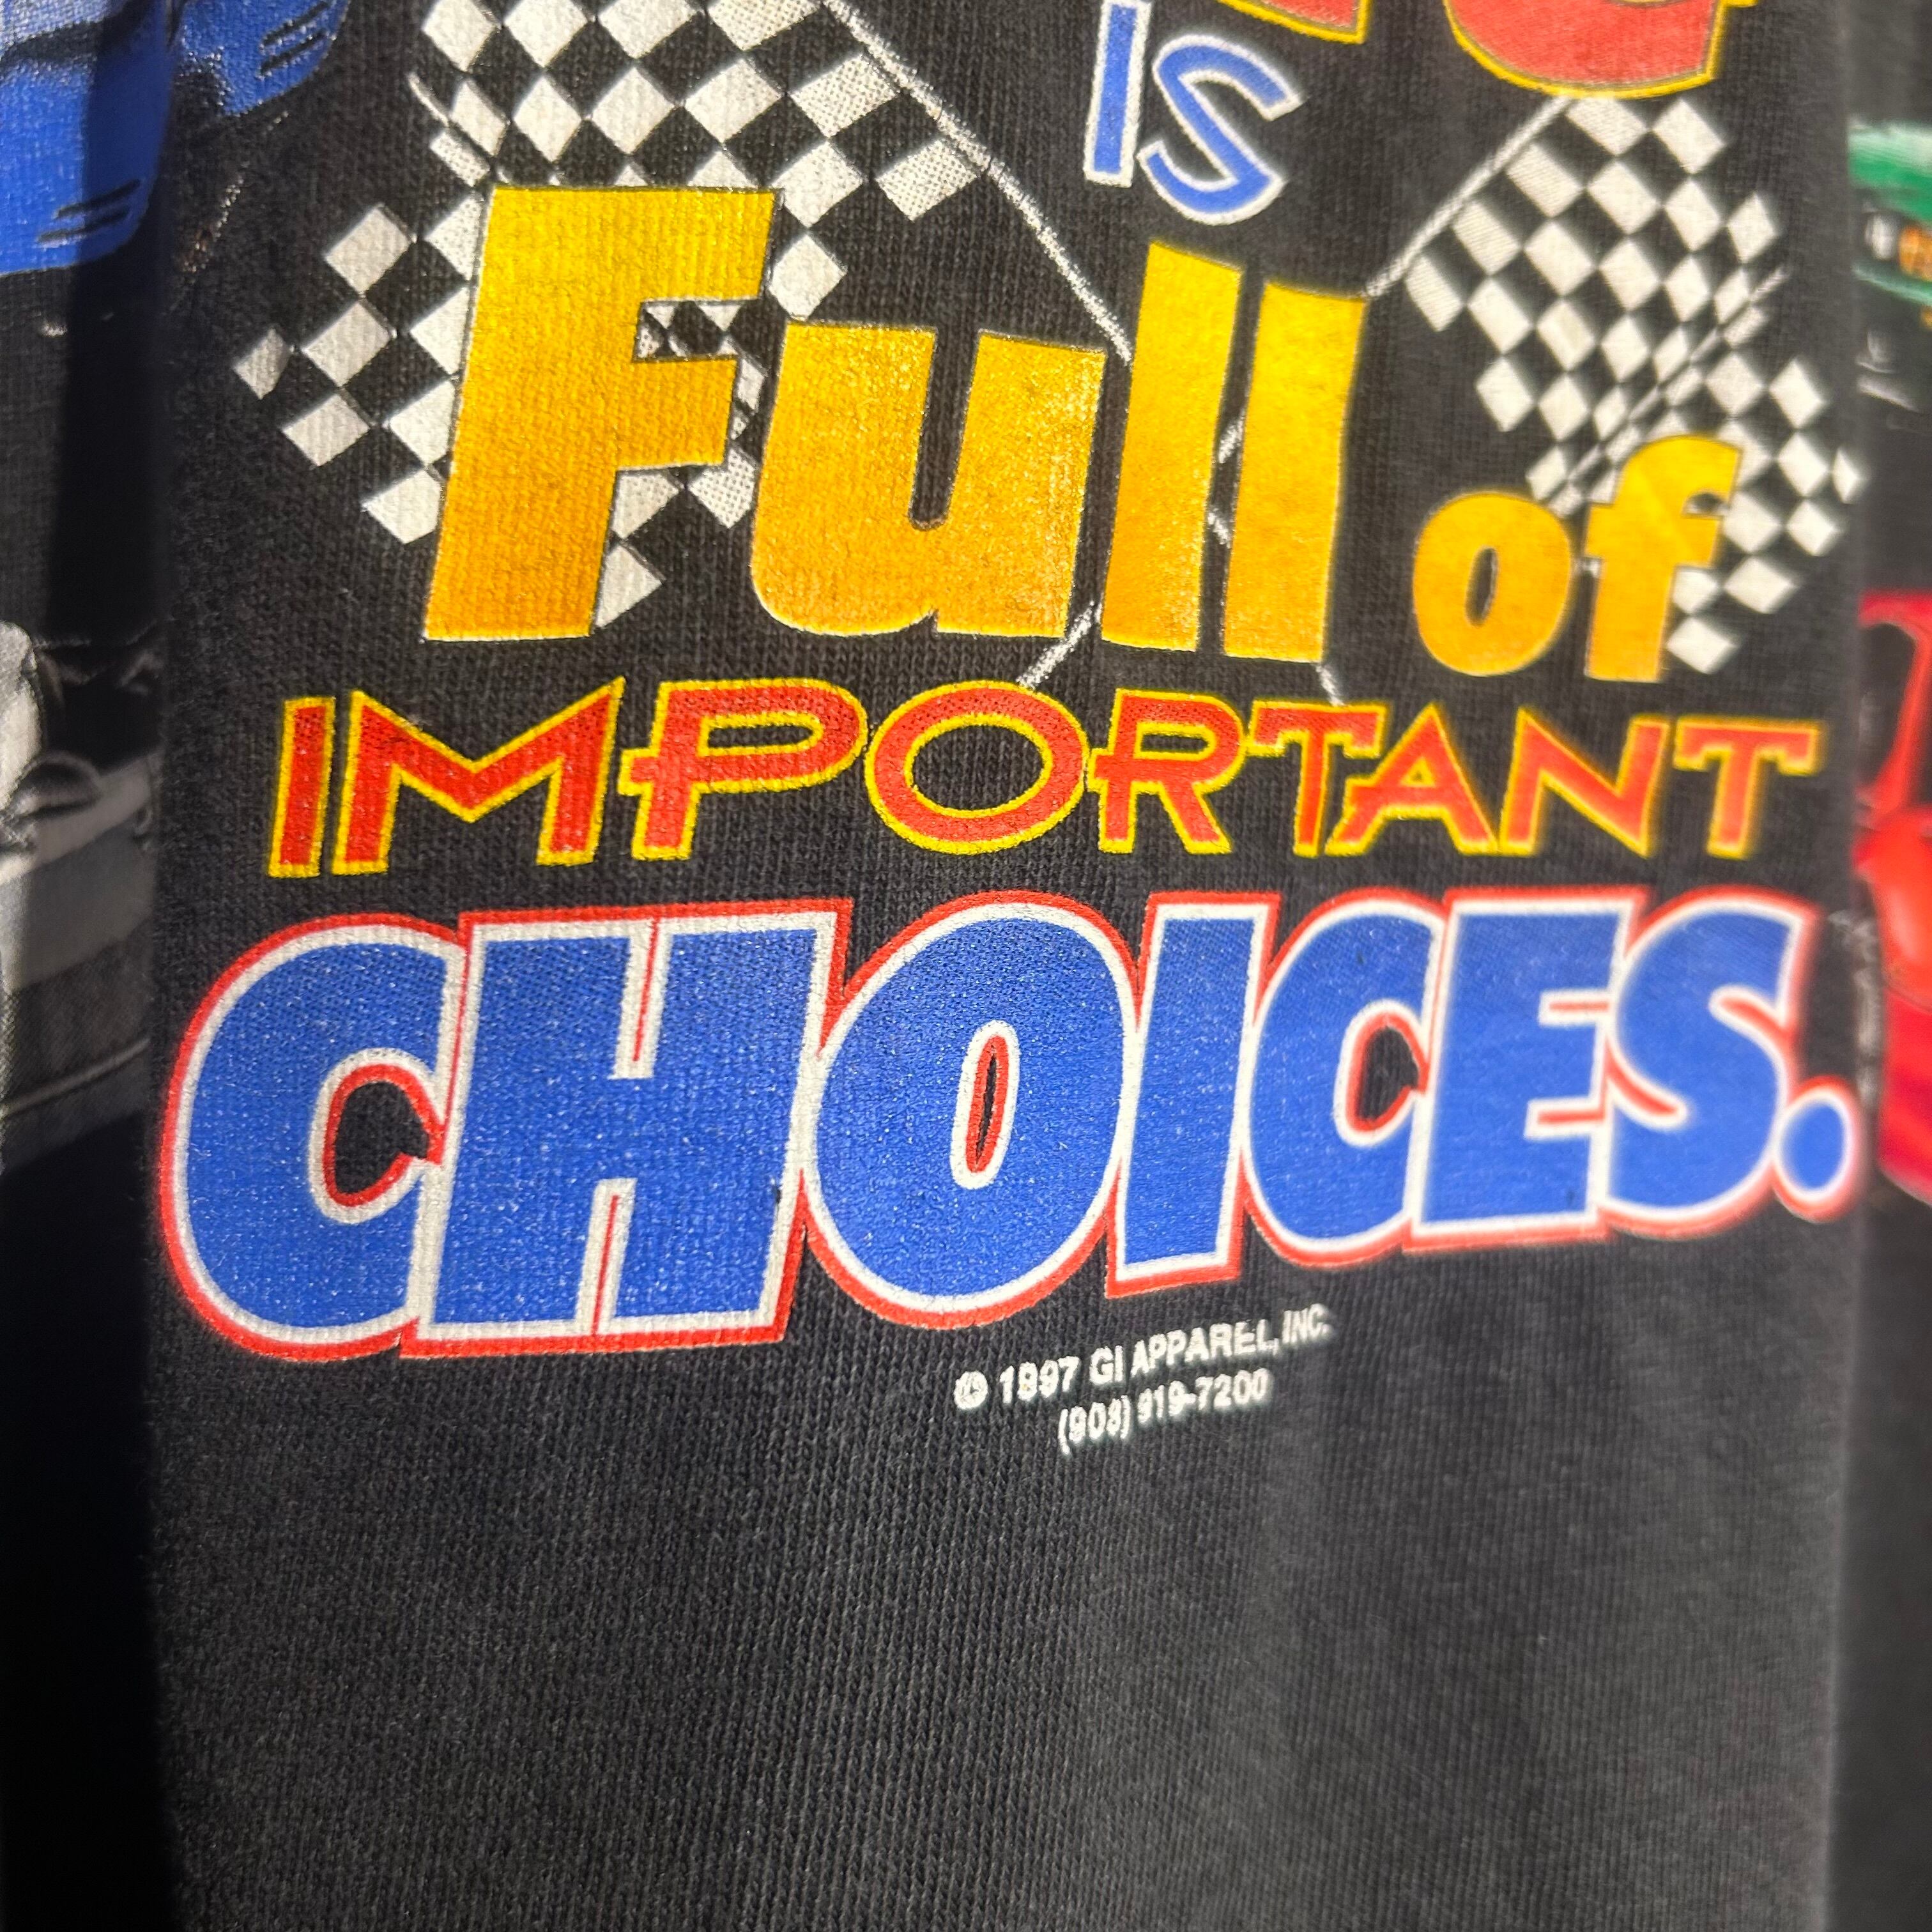 IS
Full of
IMPORTANT
CHOICES.
© 1997 GI APPAREL, INC.
(908) 919-7200